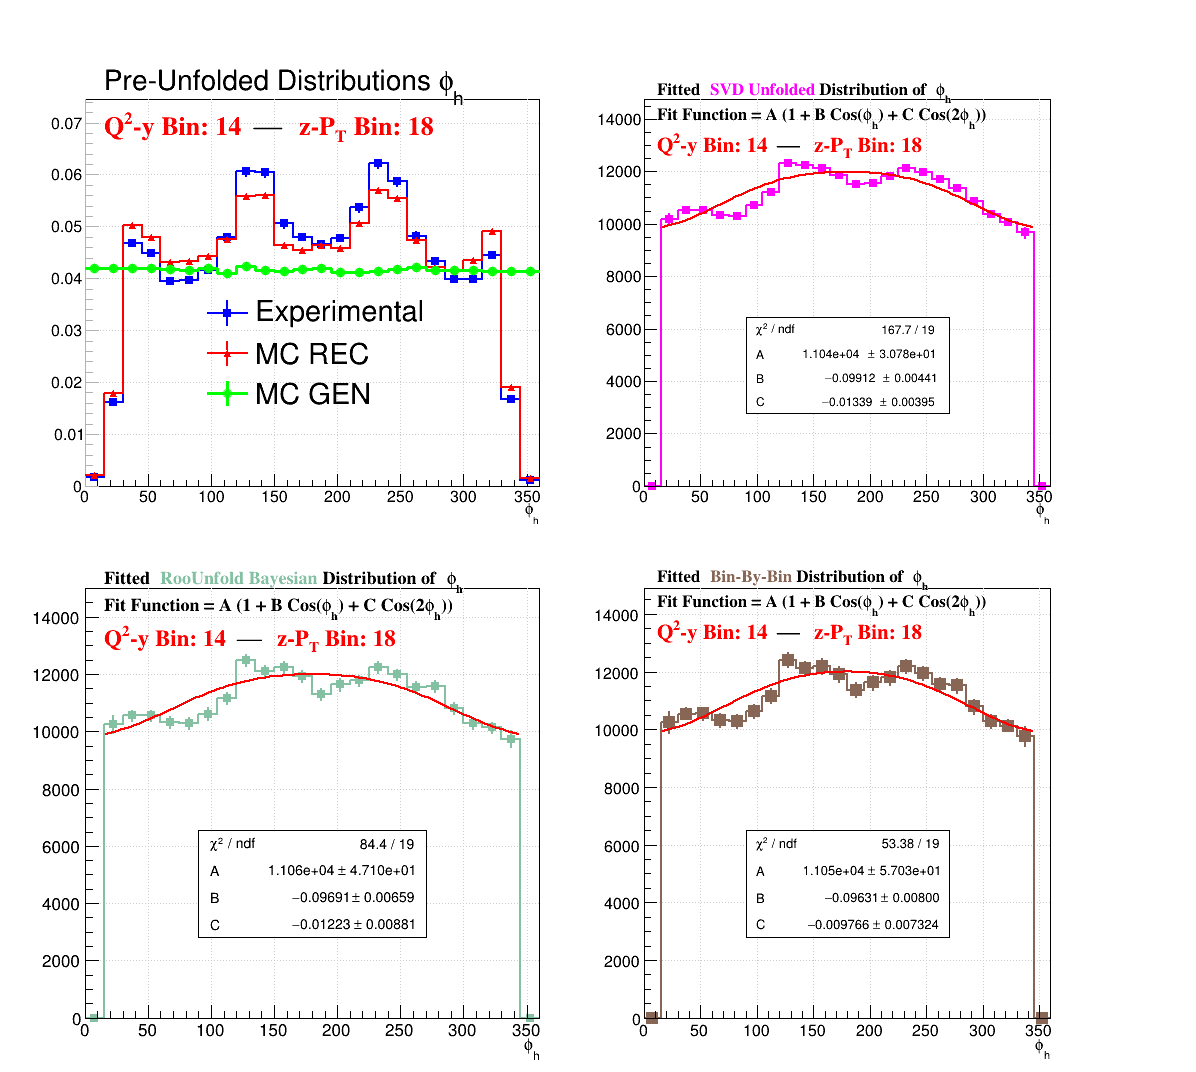 Pre-Unfolded Distributions ϕh
Q²-y Bin: 14 — z-PT Bin: 18
0.07
0.06
0.05
0.04
0.03
0.02
0.01
0
Experimental
MC REC
MC GEN
0 50 100 150 200 250 300 350
ϕh
Fitted SVD Unfolded Distribution of ϕh
Fit Function = A (1 + B Cos(ϕh) + C Cos(2ϕh))
Q²-y Bin: 14 — z-PT Bin: 18
14000
12000
10000
8000
6000
4000
2000
0
χ² / ndf 167.7 / 19
A 1.104e+04 ± 3.078e+01
B −0.09912 ± 0.00441
C −0.01339 ± 0.00395
0 50 100 150 200 250 300 350
ϕh
Fitted RooUnfold Bayesian Distribution of ϕh
Fit Function = A (1 + B Cos(ϕh) + C Cos(2ϕh))
Q²-y Bin: 14 — z-PT Bin: 18
14000
12000
10000
8000
6000
4000
2000
0
χ² / ndf 84.4 / 19
A 1.106e+04 ± 4.710e+01
B −0.09691 ± 0.00659
C −0.01223 ± 0.00881
0 50 100 150 200 250 300 350
ϕh
Fitted Bin-By-Bin Distribution of ϕh
Fit Function = A (1 + B Cos(ϕh) + C Cos(2ϕh))
Q²-y Bin: 14 — z-PT Bin: 18
14000
12000
10000
8000
6000
4000
2000
0
χ² / ndf 53.38 / 19
A 1.105e+04 ± 5.703e+01
B −0.09631 ± 0.00800
C −0.009766 ± 0.007324
0 50 100 150 200 250 300 350
ϕh